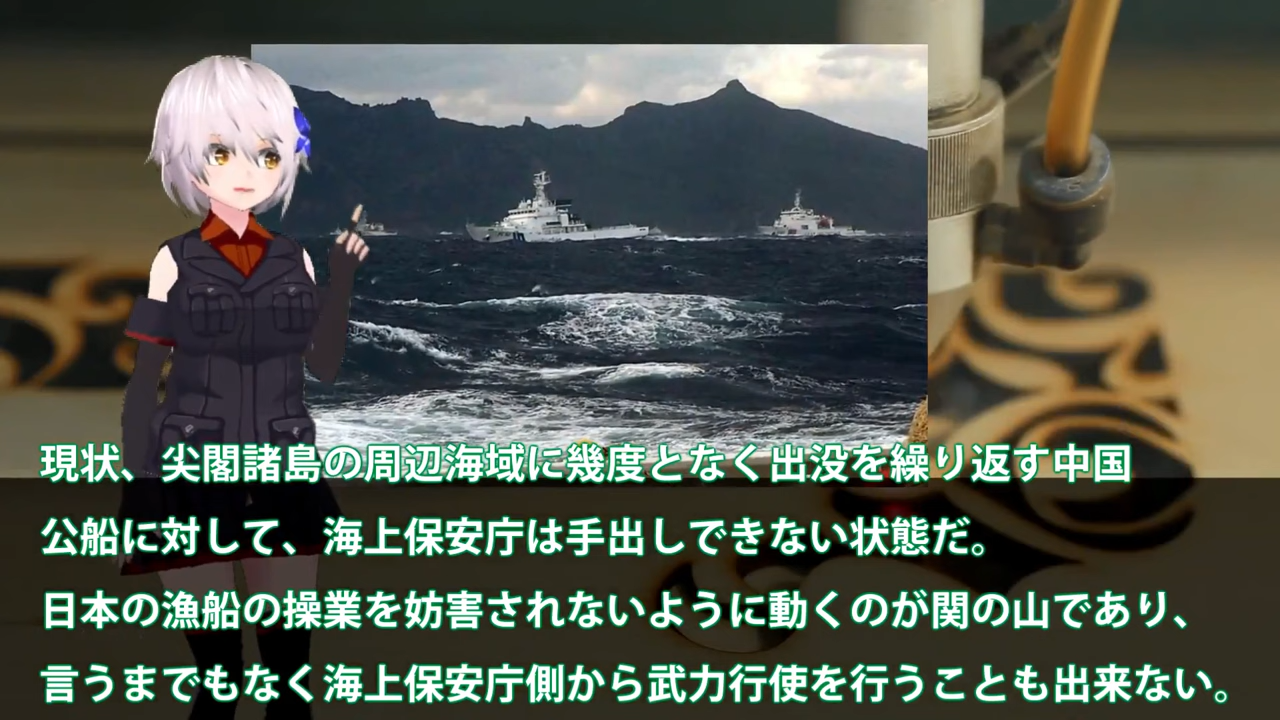 現状、尖閣諸島の周辺海域に幾度となく出没を繰り返す中国
公船に対して、海上保安庁は手出しできない状態だ。
日本の漁船の操業を妨害されないように動くのが関の山であり、
言うまでもなく海上保安庁側から武力行使を行うことも出来ない。